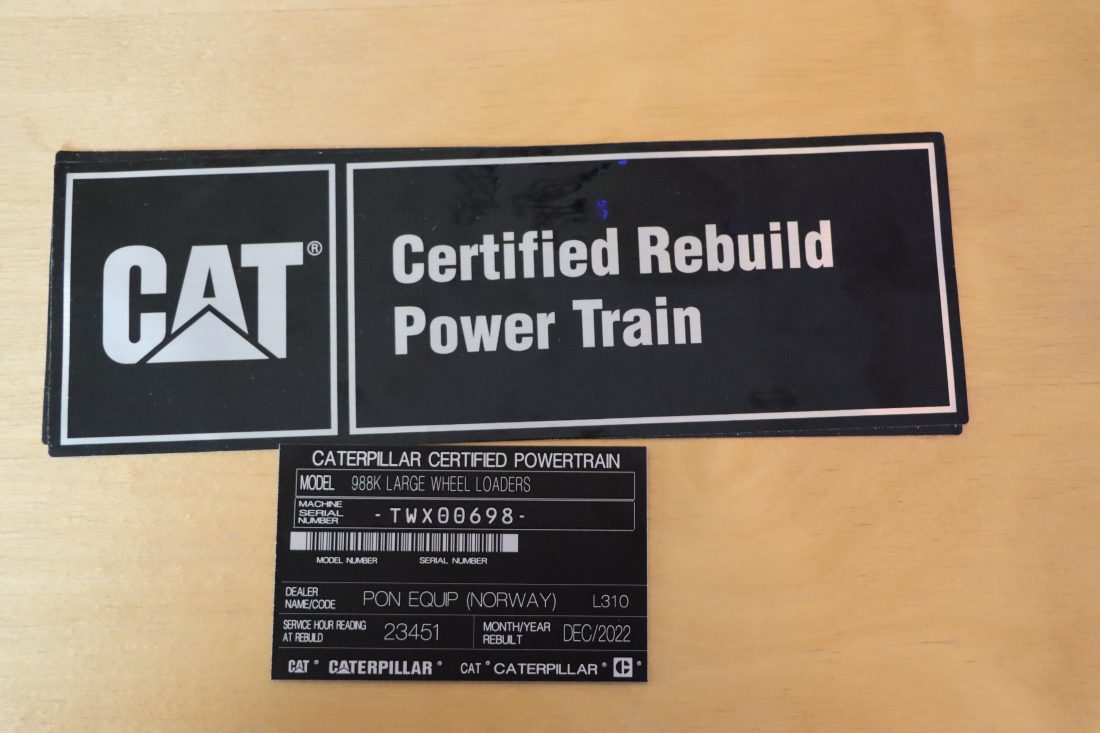 CAT®
Certified Rebuild
Power Train
CATERPILLAR CERTIFIED POWERTRAIN
MODEL 988K LARGE WHEEL LOADERS
MACHINE
SERIAL
NUMBER
-TWX00698-
MODEL NUMBER SERIAL NUMBER
DEALER
NAME/CODE
PON EQUIP (NORWAY) L310
SERVICE HOUR READING
AT REBUILD
23451
MONTH/YEAR
REBUILT
DEC/2022
CAT® CATERPILLAR® CAT® CATERPILLAR® C®